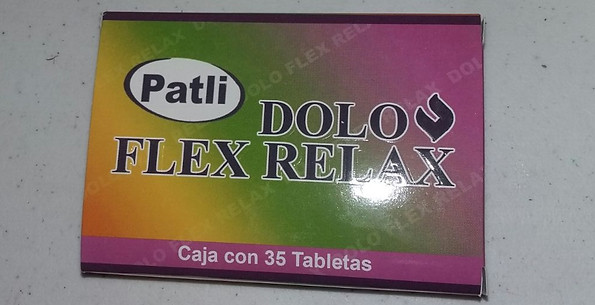 Patli
DOLO
FLEX RELAX
Caja con 35 Tabletas